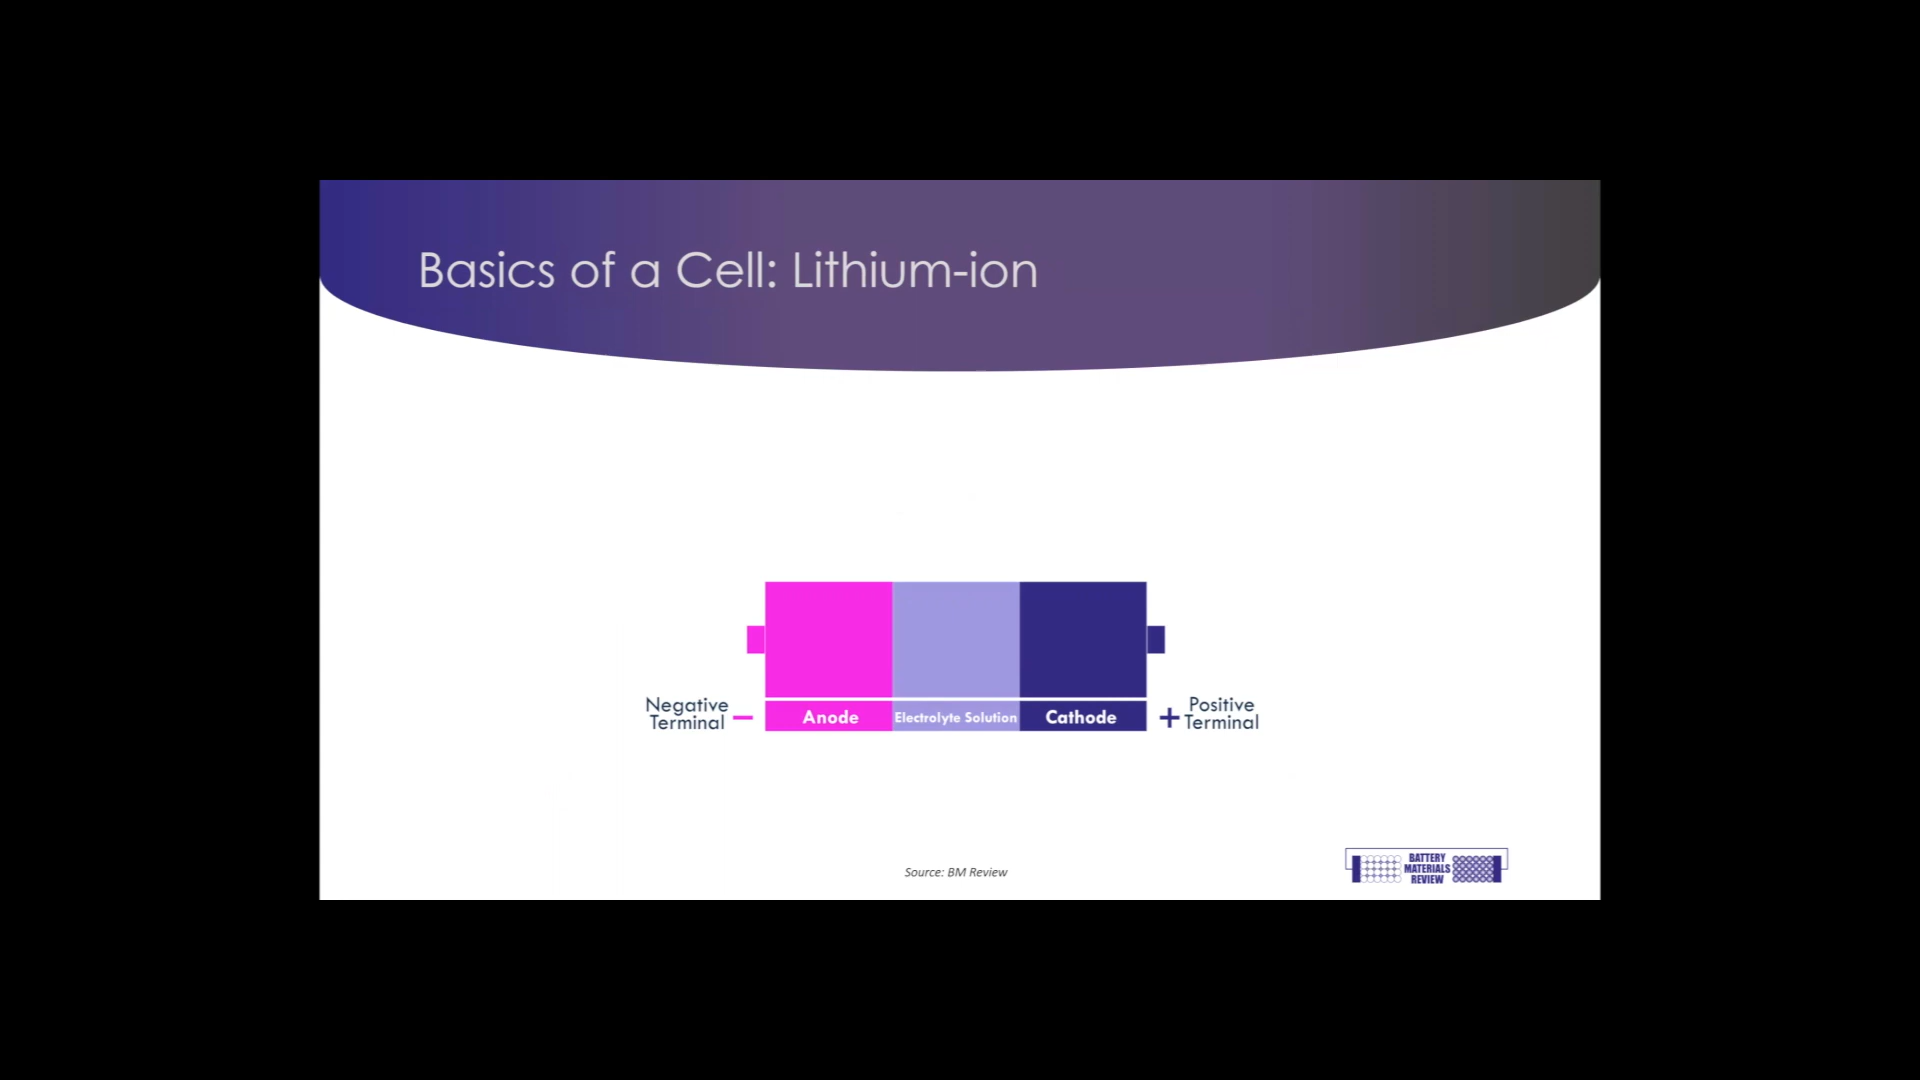 Basics of a Cell: Lithium-ion
Negative
Terminal
−
Anode
Electrolyte Solution
Cathode
+
Positive
Terminal
Source: BM Review
BATTERY
MATERIALS
REVIEW